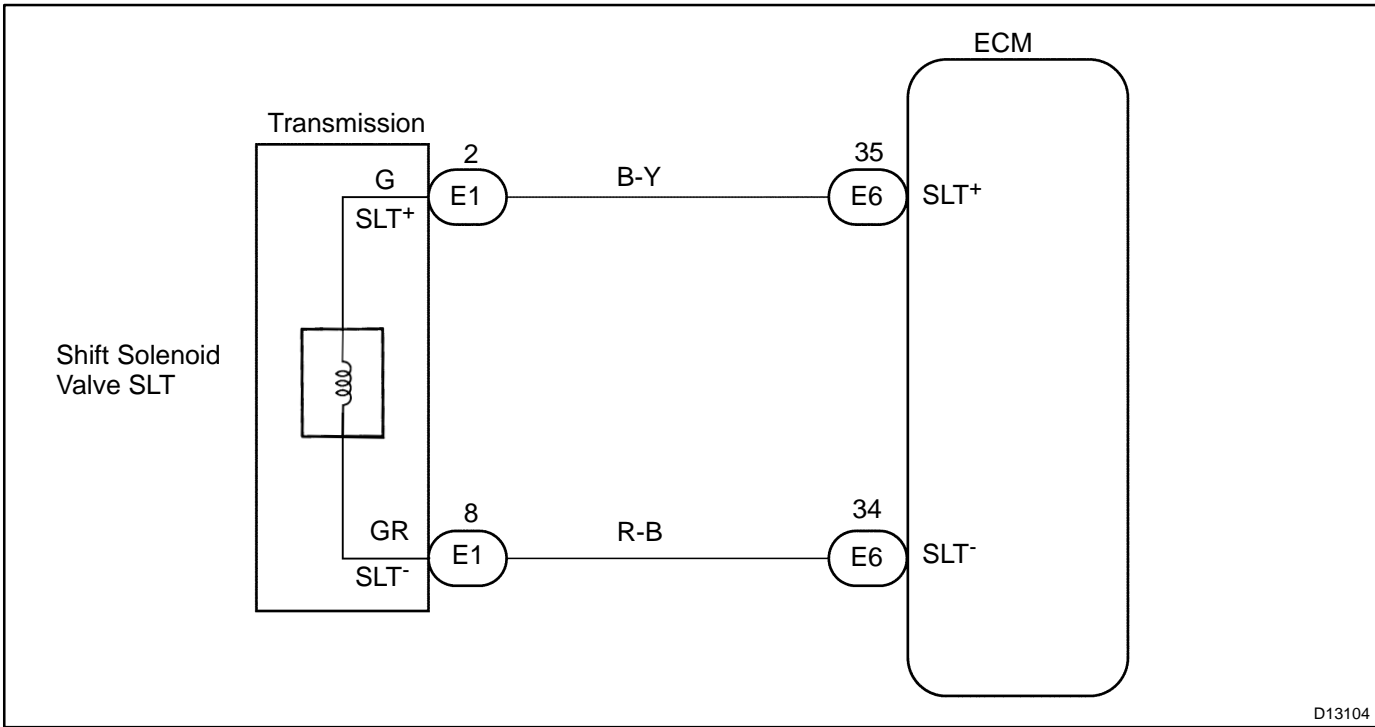 ECM
Transmission
2
35
G
E1
B-Y
E6
SLT+
SLT+
Shift Solenoid
Valve SLT
8
34
GR
E1
R-B
E6
SLT-
SLT-
D13104